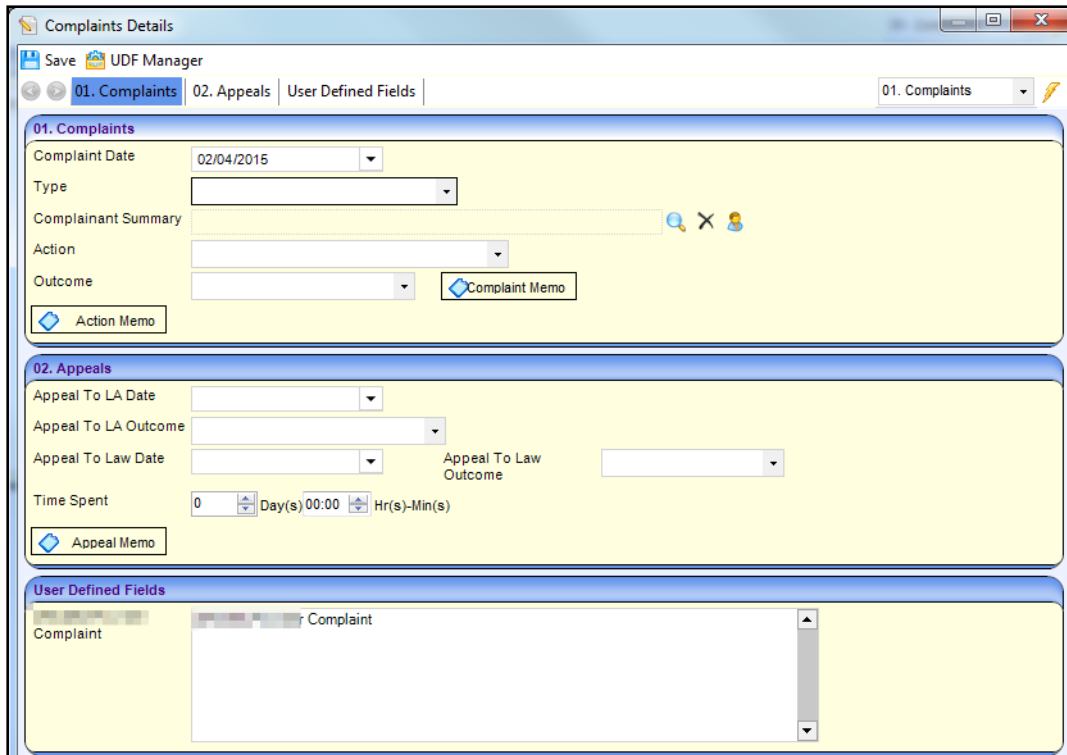 Complaints Details
Save UDF Manager
01. Complaints 02. Appeals User Defined Fields 01. Complaints
01. Complaints
Complaint Date 02/04/2015
Type
Complainant Summary
Action
Outcome Complaint Memo
Action Memo
02. Appeals
Appeal To LA Date
Appeal To LA Outcome
Appeal To Law Date Appeal To Law
Outcome
Time Spent 0 Day(s) 00:00 Hr(s)-Min(s)
Appeal Memo
User Defined Fields
Complaint
Complaint